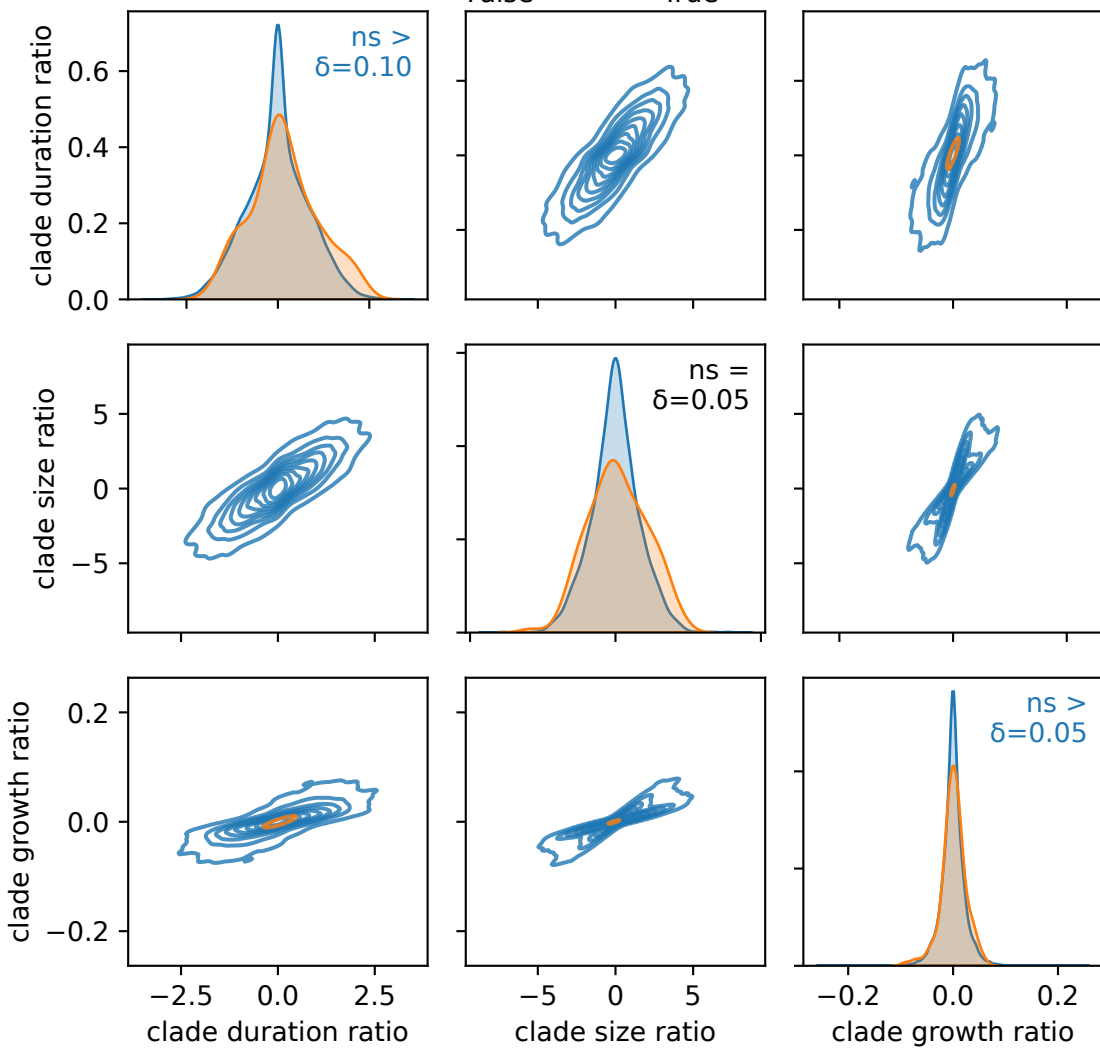 True
clade duration ratio
0.6
0.4
0.2
0.0
ns >
δ=0.10
clade size ratio
5
0
−5
ns =
δ=0.05
clade growth ratio
0.2
0.0
−0.2
ns >
δ=0.05
−2.5 0.0 2.5
−5 0 5
−0.2 0.0 0.2
clade duration ratio
clade size ratio
clade growth ratio